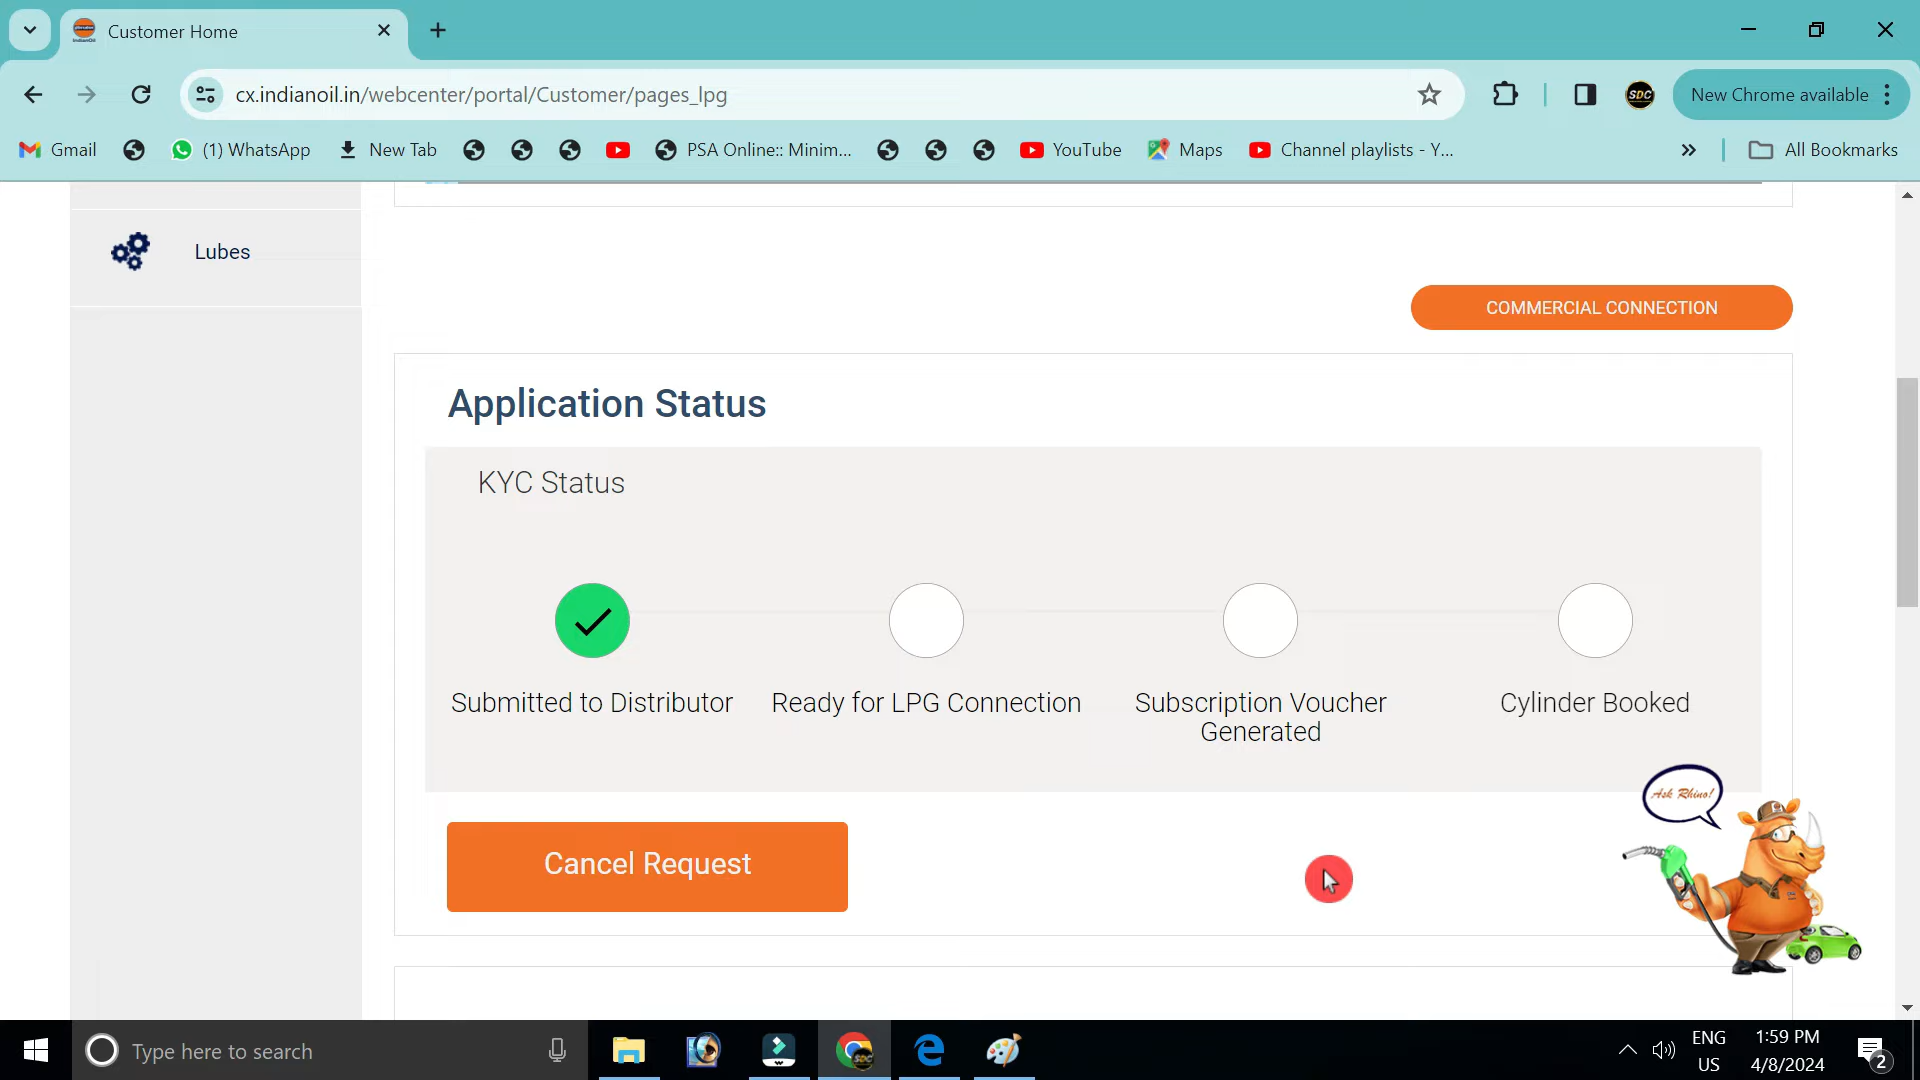 Customer Home
cx.indianoil.in/webcenter/portal/Customer/pages_lpg
SDC
New Chrome available
Gmail
(1) WhatsApp
New Tab
PSA Online:: Minim...
YouTube
Maps
Channel playlists - Y...
All Bookmarks
Lubes
COMMERCIAL CONNECTION
Application Status
KYC Status
Submitted to Distributor
Ready for LPG Connection
Subscription Voucher
Generated
Cylinder Booked
Ask Rhino!
Cancel Request
Type here to search
ENG
US
1:59 PM
4/8/2024
2